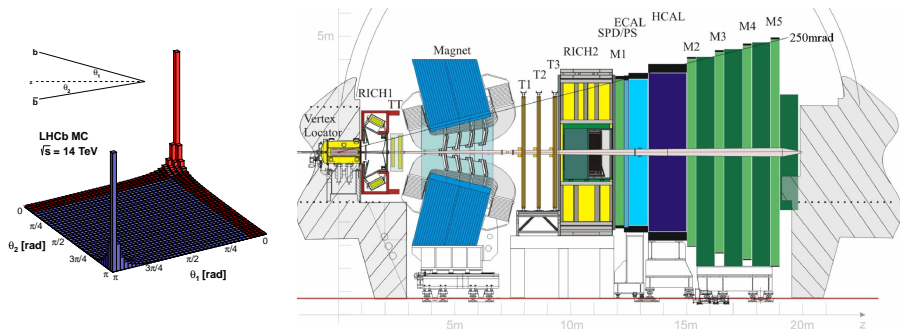 b
θ1
z
θ2
b̅
LHCb MC
√s = 14 TeV
0
π/4
π/2
3π/4
π
θ2 [rad]
π
3π/4
π/2
π/4
0
θ1 [rad]
5m
Vertex
Locator
RICH1
TT
Magnet
T1
T2
T3
RICH2
M1
SPD/PS
ECAL
HCAL
M2
M3
M4
M5
250mrad
5m
10m
15m
20m
z